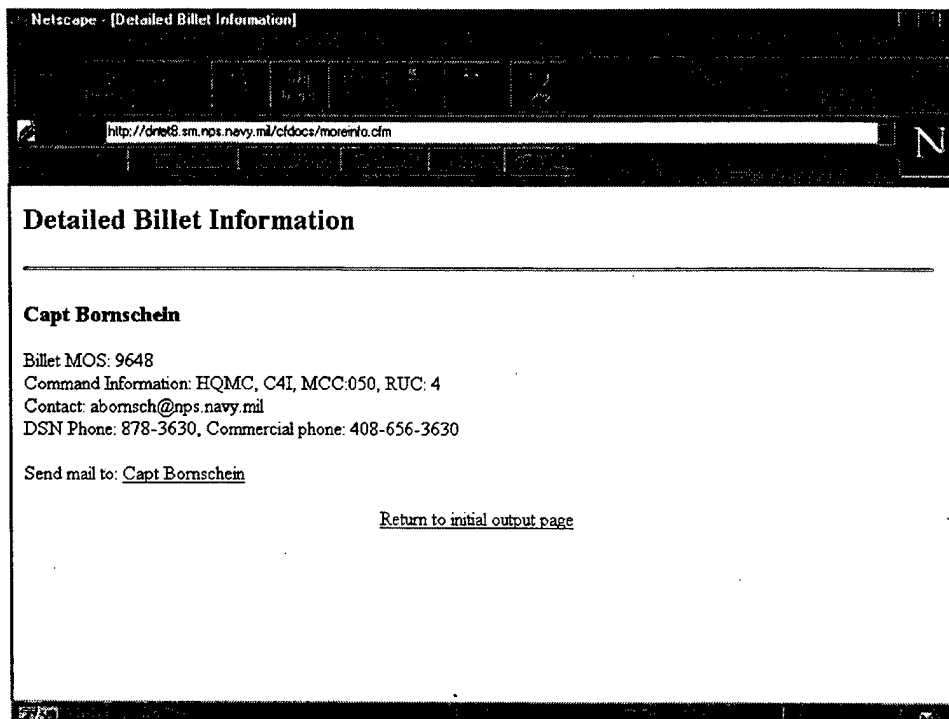 Netscape - [Detailed Billet Information]
http://dntet8.sm.nps.navy.mil/cfdocs/moreinfo.cfm
N
Detailed Billet Information
Capt Bornschein
Billet MOS: 9648
Command Information: HQMC, C4I, MCC:050, RUC: 4
Contact: abornsch@nps.navy.mil
DSN Phone: 878-3630, Commercial phone: 408-656-3630
Send mail to: Capt Bornschein
Return to initial output page